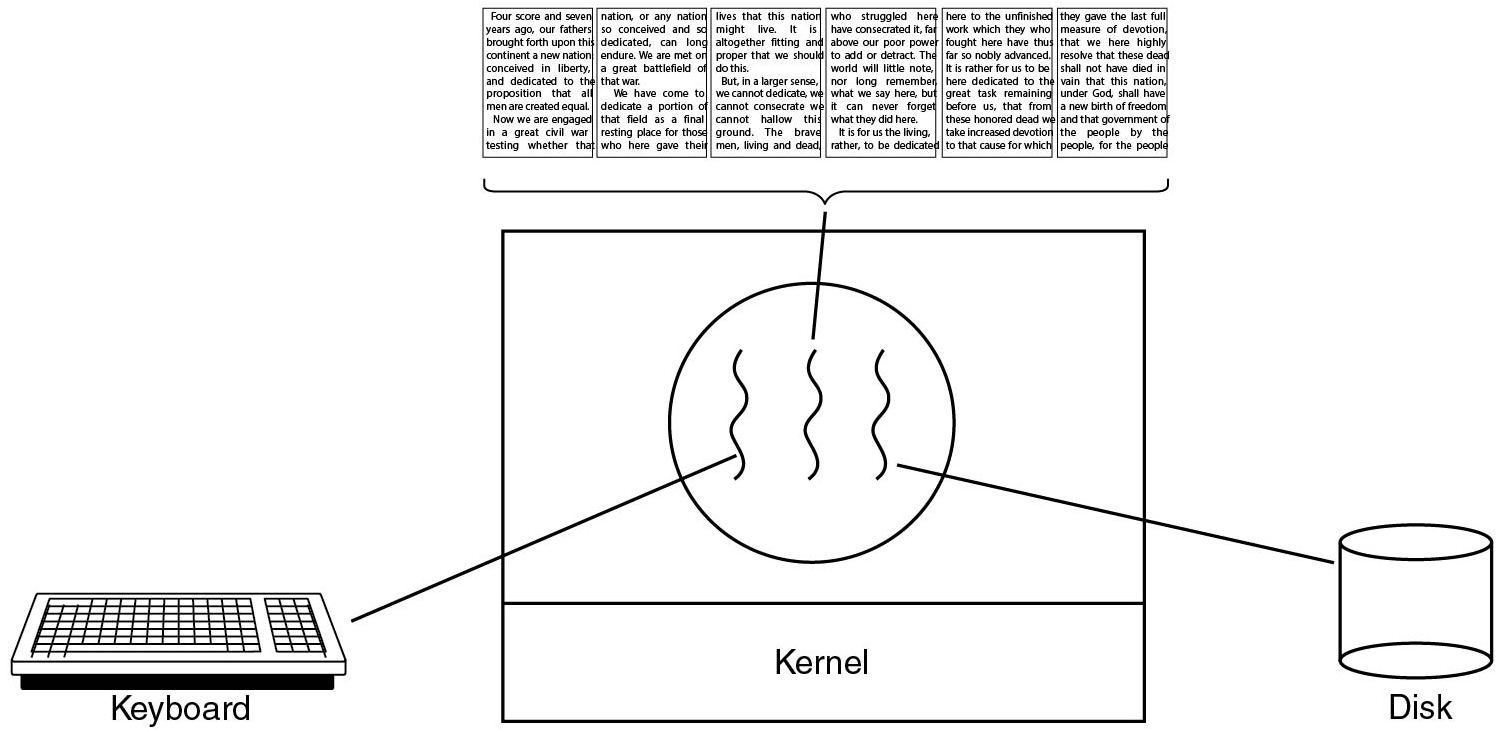 Four score and seven
years ago, our fathers
brought forth upon this
continent a new nation
conceived in liberty,
and dedicated to the
proposition that all
men are created equal.
Now we are engaged
in a great civil war
testing whether that
nation, or any nation
so conceived and so
dedicated, can long
endure. We are met on
a great battlefield of
that war.
We have come to
dedicate a portion of
that field as a final
resting place for those
who here gave their
lives that this nation
might live. It is
altogether fitting and
proper that we should
do this.
But, in a larger sense,
we cannot dedicate, we
cannot consecrate we
cannot hallow this
ground. The brave
men, living and dead,
who struggled here
have consecrated it, far
above our poor power
to add or detract. The
world will little note,
nor long remember,
what we say here, but
it can never forget
what they did here.
It is for us the living,
rather, to be dedicated
here to the unfinished
work which they who
fought here have thus
far so nobly advanced.
It is rather for us to be
here dedicated to the
great task remaining
before us, that from
these honored dead we
take increased devotion
to that cause for which
they gave the last full
measure of devotion,
that we here highly
resolve that these dead
shall not have died in
vain that this nation,
under God, shall have
a new birth of freedom
and that government of
the people by the
people, for the people
Kernel
Keyboard
Disk